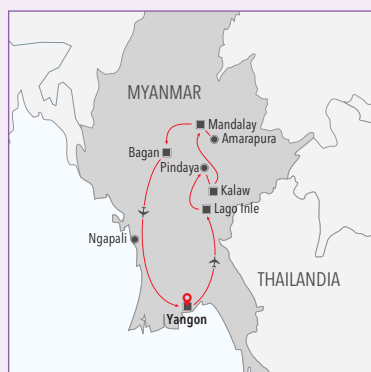 MYANMAR
Mandalay
Amarapura
Bagan
Pindaya
Kalaw
Lago Inle
Ngapali
THAILANDIA
Yangon